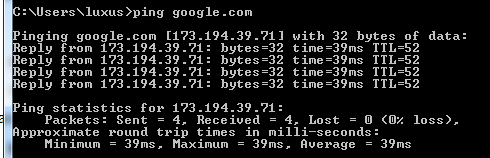 C:\Users\luxus>ping google.com
Pinging google.com [173.194.39.71] with 32 bytes of data:
Reply from 173.194.39.71: bytes=32 time=39ms TTL=52
Reply from 173.194.39.71: bytes=32 time=39ms TTL=52
Reply from 173.194.39.71: bytes=32 time=39ms TTL=52
Reply from 173.194.39.71: bytes=32 time=39ms TTL=52
Ping statistics for 173.194.39.71:
    Packets: Sent = 4, Received = 4, Lost = 0 (0% loss),
Approximate round trip times in milli-seconds:
    Minimum = 39ms, Maximum = 39ms, Average = 39ms